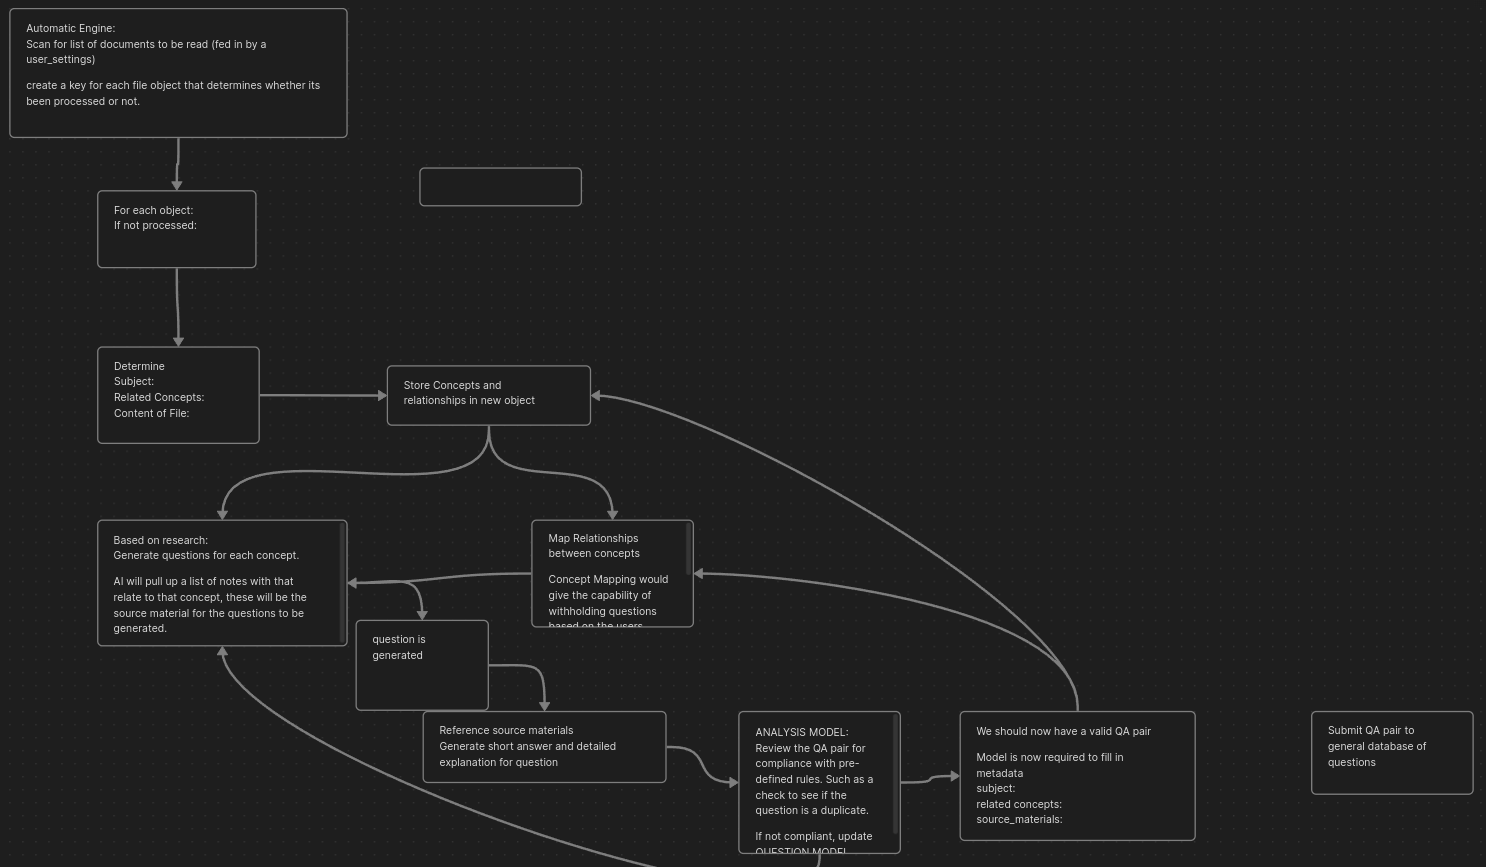 Automatic Engine:
Scan for list of documents to be read (fed in by a
user_settings)
create a key for each file object that determines whether its
been processed or not.
For each object:
If not processed:
Determine
Subject:
Related Concepts:
Content of File:
Store Concepts and
relationships in new object
Based on research:
Generate questions for each concept.
AI will pull up a list of notes with that
relate to that concept, these will be the
source material for the questions to be
generated.
Map Relationships
between concepts
Concept Mapping would
give the capability of
withholding questions
based on the users
question is
generated
Reference source materials
Generate short answer and detailed
explanation for question
ANALYSIS MODEL:
Review the QA pair for
compliance with pre-
defined rules. Such as a
check to see if the
question is a duplicate.
If not compliant, update
QUESTION MODEL
We should now have a valid QA pair
Model is now required to fill in
metadata
subject:
related concepts:
source_materials:
Submit QA pair to
general database of
questions